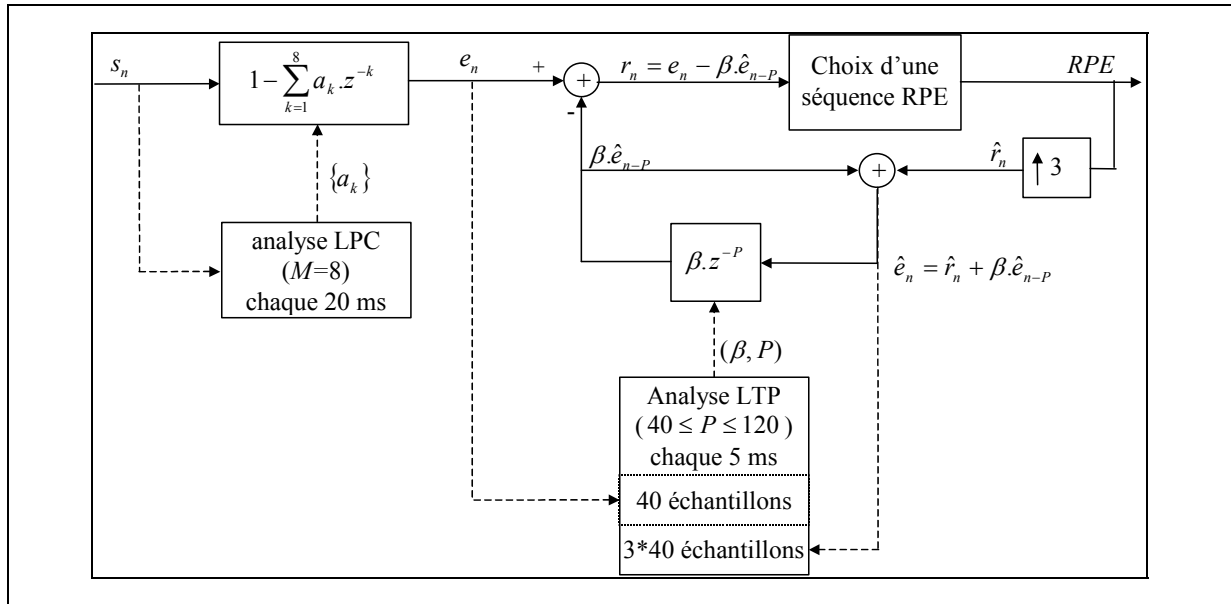 s_n
1 − \sum_{k=1}^{8} a_k . z^{-k}
e_n
+
+
-
r_n = e_n − β.ê_{n−P}
Choix d'une
séquence RPE
RPE
{a_k}
β.ê_{n−P}
+
r̂_n
↑ 3
analyse LPC
(M=8)
chaque 20 ms
β.z^{−P}
ê_n = r̂_n + β.ê_{n−P}
(β, P)
Analyse LTP
( 40 ≤ P ≤ 120 )
chaque 5 ms
40 échantillons
3*40 échantillons